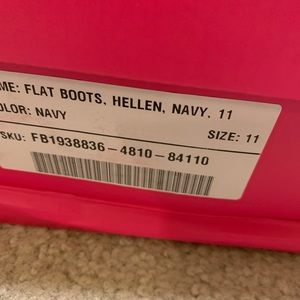 ME: FLAT BOOTS, HELLEN, NAVY, 11
OLOR: NAVY SIZE: 11
SKU: FB1938836-4810-84110